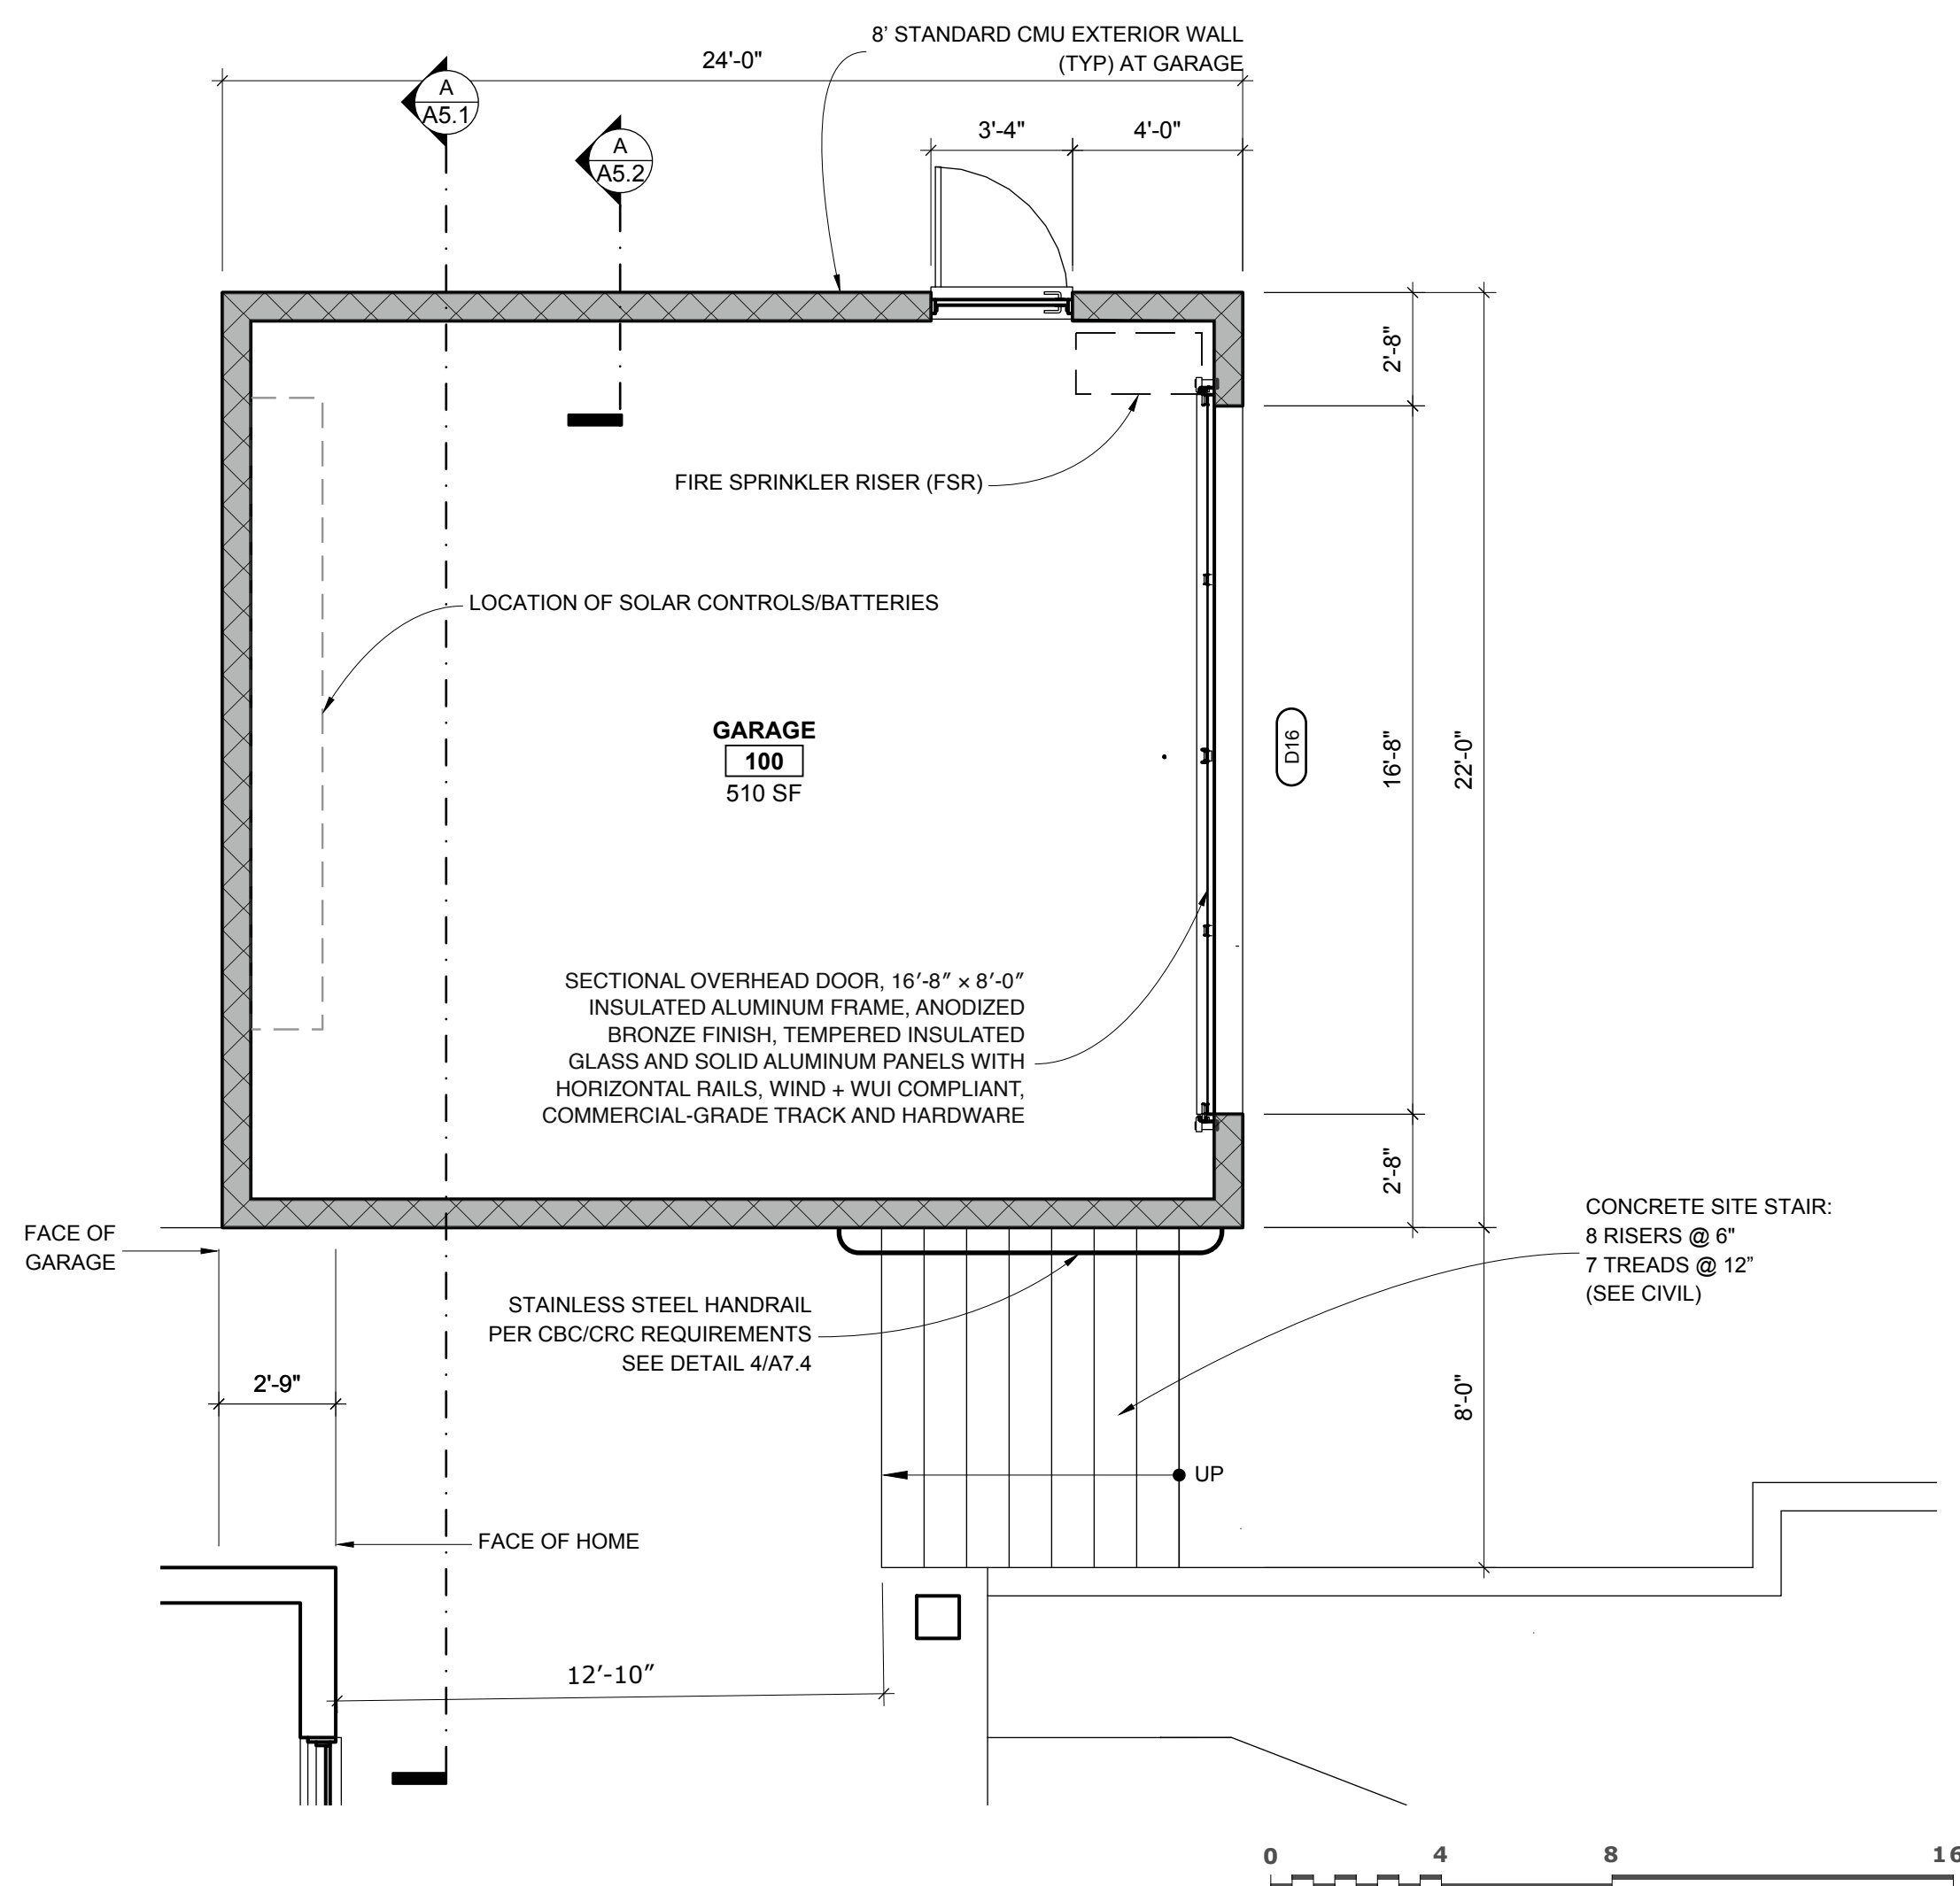 8' STANDARD CMU EXTERIOR WALL
(TYP) AT GARAGE
24'-0"
A
A5.1
A
A5.2
3'-4"
4'-0"
2'-8"
FIRE SPRINKLER RISER (FSR)
LOCATION OF SOLAR CONTROLS/BATTERIES
GARAGE
100
510 SF
D16
16'-8"
22'-0"
SECTIONAL OVERHEAD DOOR, 16′-8″ × 8′-0″
INSULATED ALUMINUM FRAME, ANODIZED
BRONZE FINISH, TEMPERED INSULATED
GLASS AND SOLID ALUMINUM PANELS WITH
HORIZONTAL RAILS, WIND + WUI COMPLIANT,
COMMERCIAL-GRADE TRACK AND HARDWARE
2'-8"
FACE OF
GARAGE
CONCRETE SITE STAIR:
8 RISERS @ 6"
7 TREADS @ 12”
(SEE CIVIL)
STAINLESS STEEL HANDRAIL
PER CBC/CRC REQUIREMENTS
SEE DETAIL 4/A7.4
2'-9"
8'-0"
UP
FACE OF HOME
12′-10″
0 4 8 16